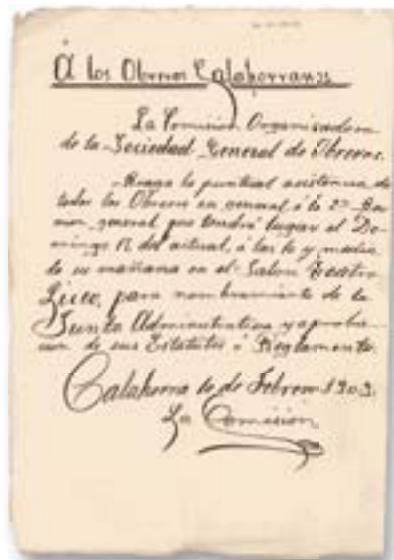 Á los Obreros Calahorranos
La Comisión Organizadora
de la Sociedad General de Obreros.
Ruega la puntual asistencia de
todos los Obreros en general á la 2ª Reu-
nion general, que tendrá lugar el Do-
mingo del actual, á las 10 y media
de su mañana en el Salon Teatro
Liceo, para nombramiento de la
Junta Administrativa y aproba-
cion de sus Estatutos ó Reglamento.
Calahorra 10 de Febrero 1903.
La Comisión